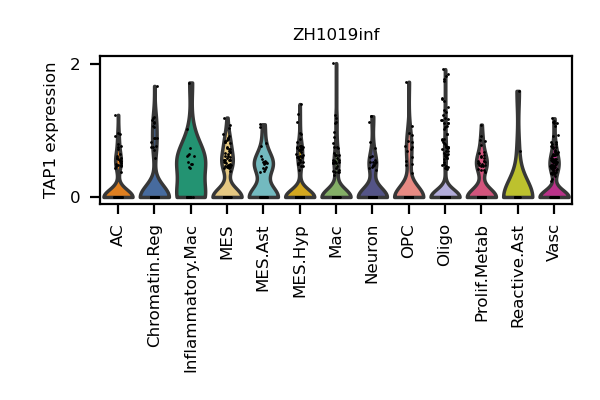 ZH1019inf
TAP1 expression
2
0
AC
Chromatin.Reg
Inflammatory.Mac
MES
MES.Ast
MES.Hyp
Mac
Neuron
OPC
Oligo
Prolif.Metab
Reactive.Ast
Vasc